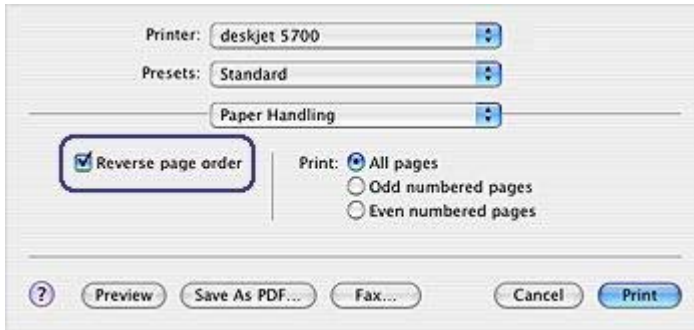 Printer: deskjet 5700
Presets: Standard
Paper Handling
Reverse page order Print: All pages
Odd numbered pages
Even numbered pages
? Preview Save As PDF... Fax... Cancel Print